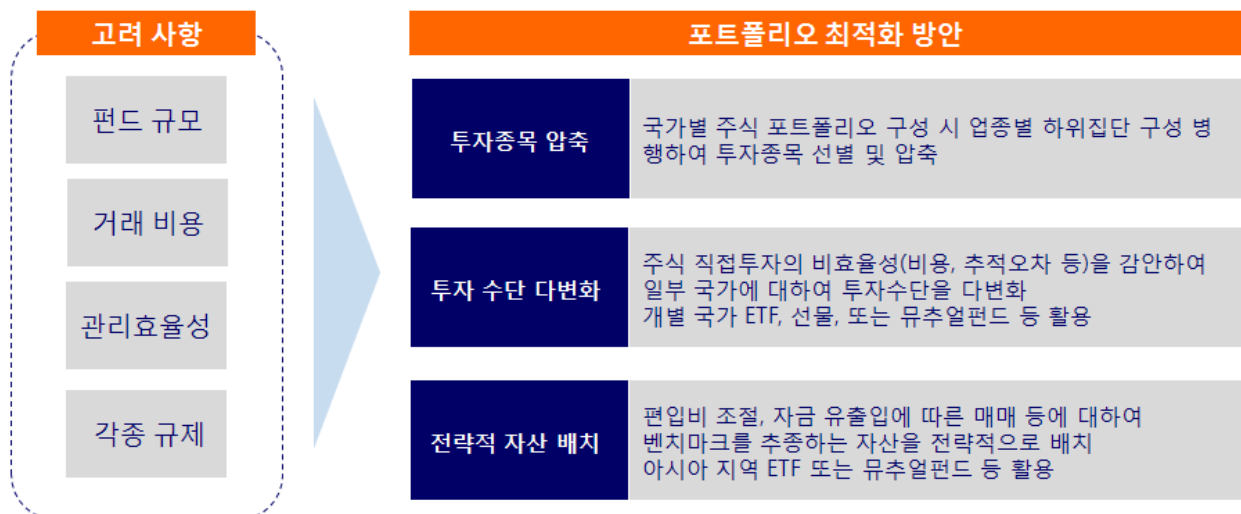 고려 사항
펀드 규모
거래 비용
관리효율성
각종 규제
포트폴리오 최적화 방안
투자종목 압축
국가별 주식 포트폴리오 구성 시 업종별 하위집단 구성 병
행하여 투자종목 선별 및 압축
투자 수단 다변화
주식 직접투자의 비효율성(비용, 추적오차 등)을 감안하여
일부 국가에 대하여 투자수단을 다변화
개별 국가 ETF, 선물, 또는 뮤추얼펀드 등 활용
전략적 자산 배치
편입비 조절, 자금 유출입에 따른 매매 등에 대하여
벤치마크를 추종하는 자산을 전략적으로 배치
아시아 지역 ETF 또는 뮤추얼펀드 등 활용